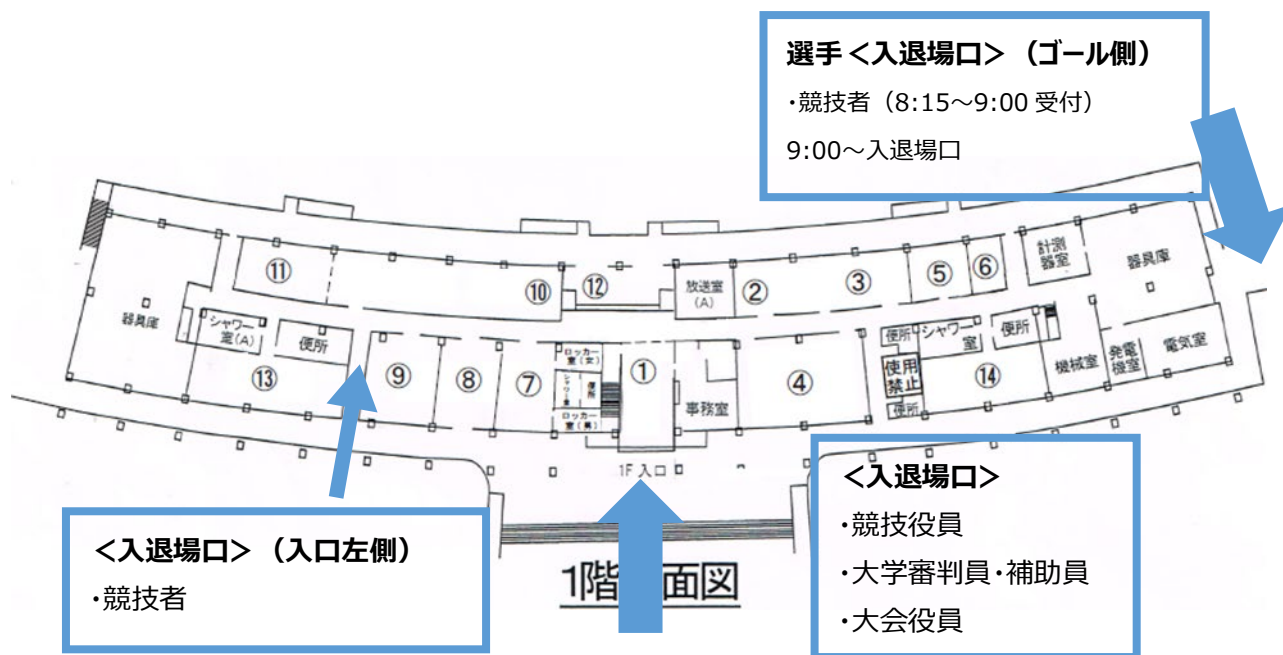 選手＜入退場口＞（ゴール側）
・競技者（8:15～9:00 受付）
9:00～入退場口
⑪
⑩
⑫
放送室
(A)
②
③
⑤
⑥
計測
器室
器具庫
器具庫
シャワー
室(A)
便所
⑬
⑨
⑧
⑦
ロッカー
室(女)
シャワー室
便所
ロッカー
室(男)
①
事務室
④
便所
使用
禁止
便所
シャワー
室
便所
⑭
機械室
発電
機室
電気室
1F 入口
＜入退場口＞（入口左側）
・競技者
1階
面図
＜入退場口＞
・競技役員
・大学審判員・補助員
・大会役員